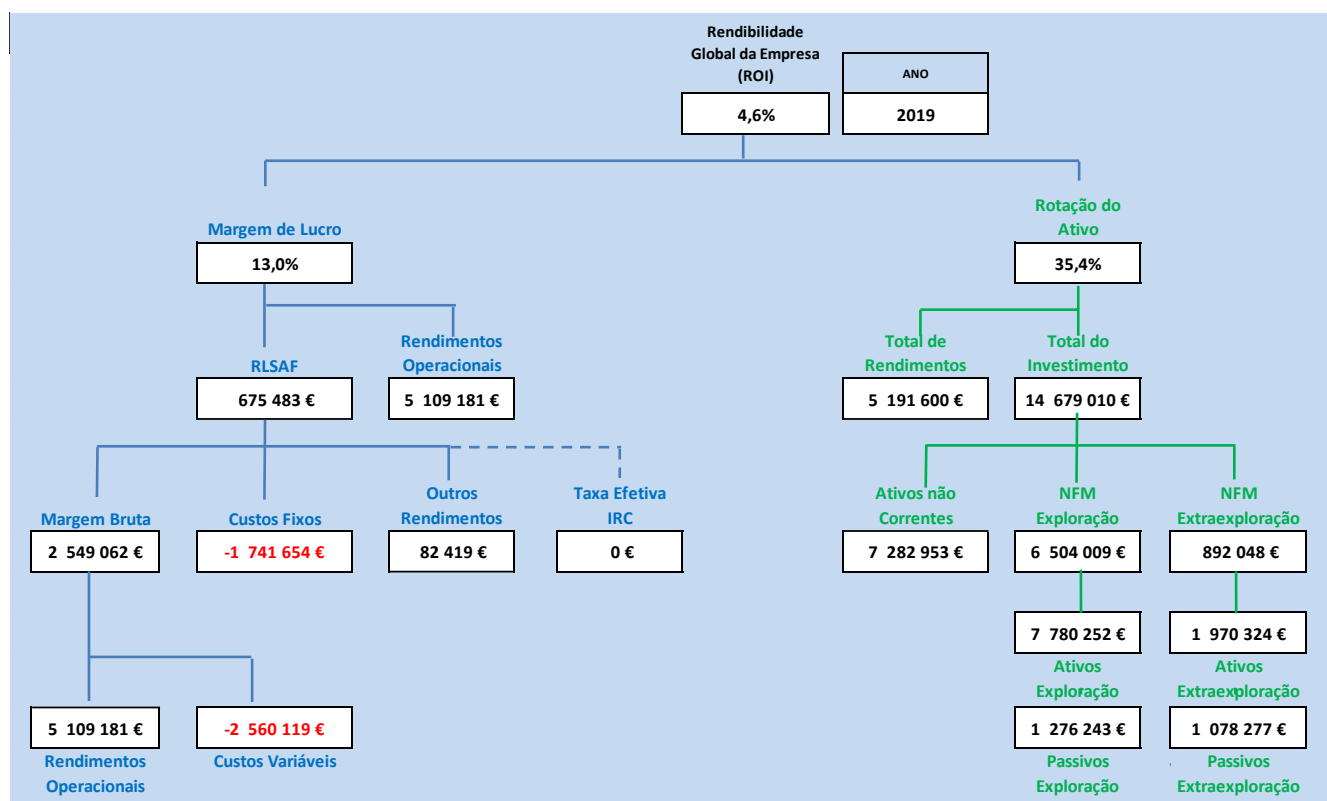 Rendibilidade
Global da Empresa
(ROI)
ANO
4,6%
2019
Margem de Lucro
13,0%
Rotação do
Ativo
35,4%
RLSAF
675 483 €
Rendimentos
Operacionais
5 109 181 €
Total de
Rendimentos
5 191 600 €
Total do
Investimento
14 679 010 €
Margem Bruta
2 549 062 €
Custos Fixos
-1 741 654 €
Outros
Rendimentos
82 419 €
Taxa Efetiva
IRC
0 €
Ativos não
Correntes
7 282 953 €
NFM
Exploração
6 504 009 €
NFM
Extraexploração
892 048 €
7 780 252 €
Ativos
Exploração
1 970 324 €
Ativos
Extraexploração
5 109 181 €
Rendimentos
Operacionais
-2 560 119 €
Custos Variáveis
1 276 243 €
Passivos
Exploração
1 078 277 €
Passivos
Extraexploração